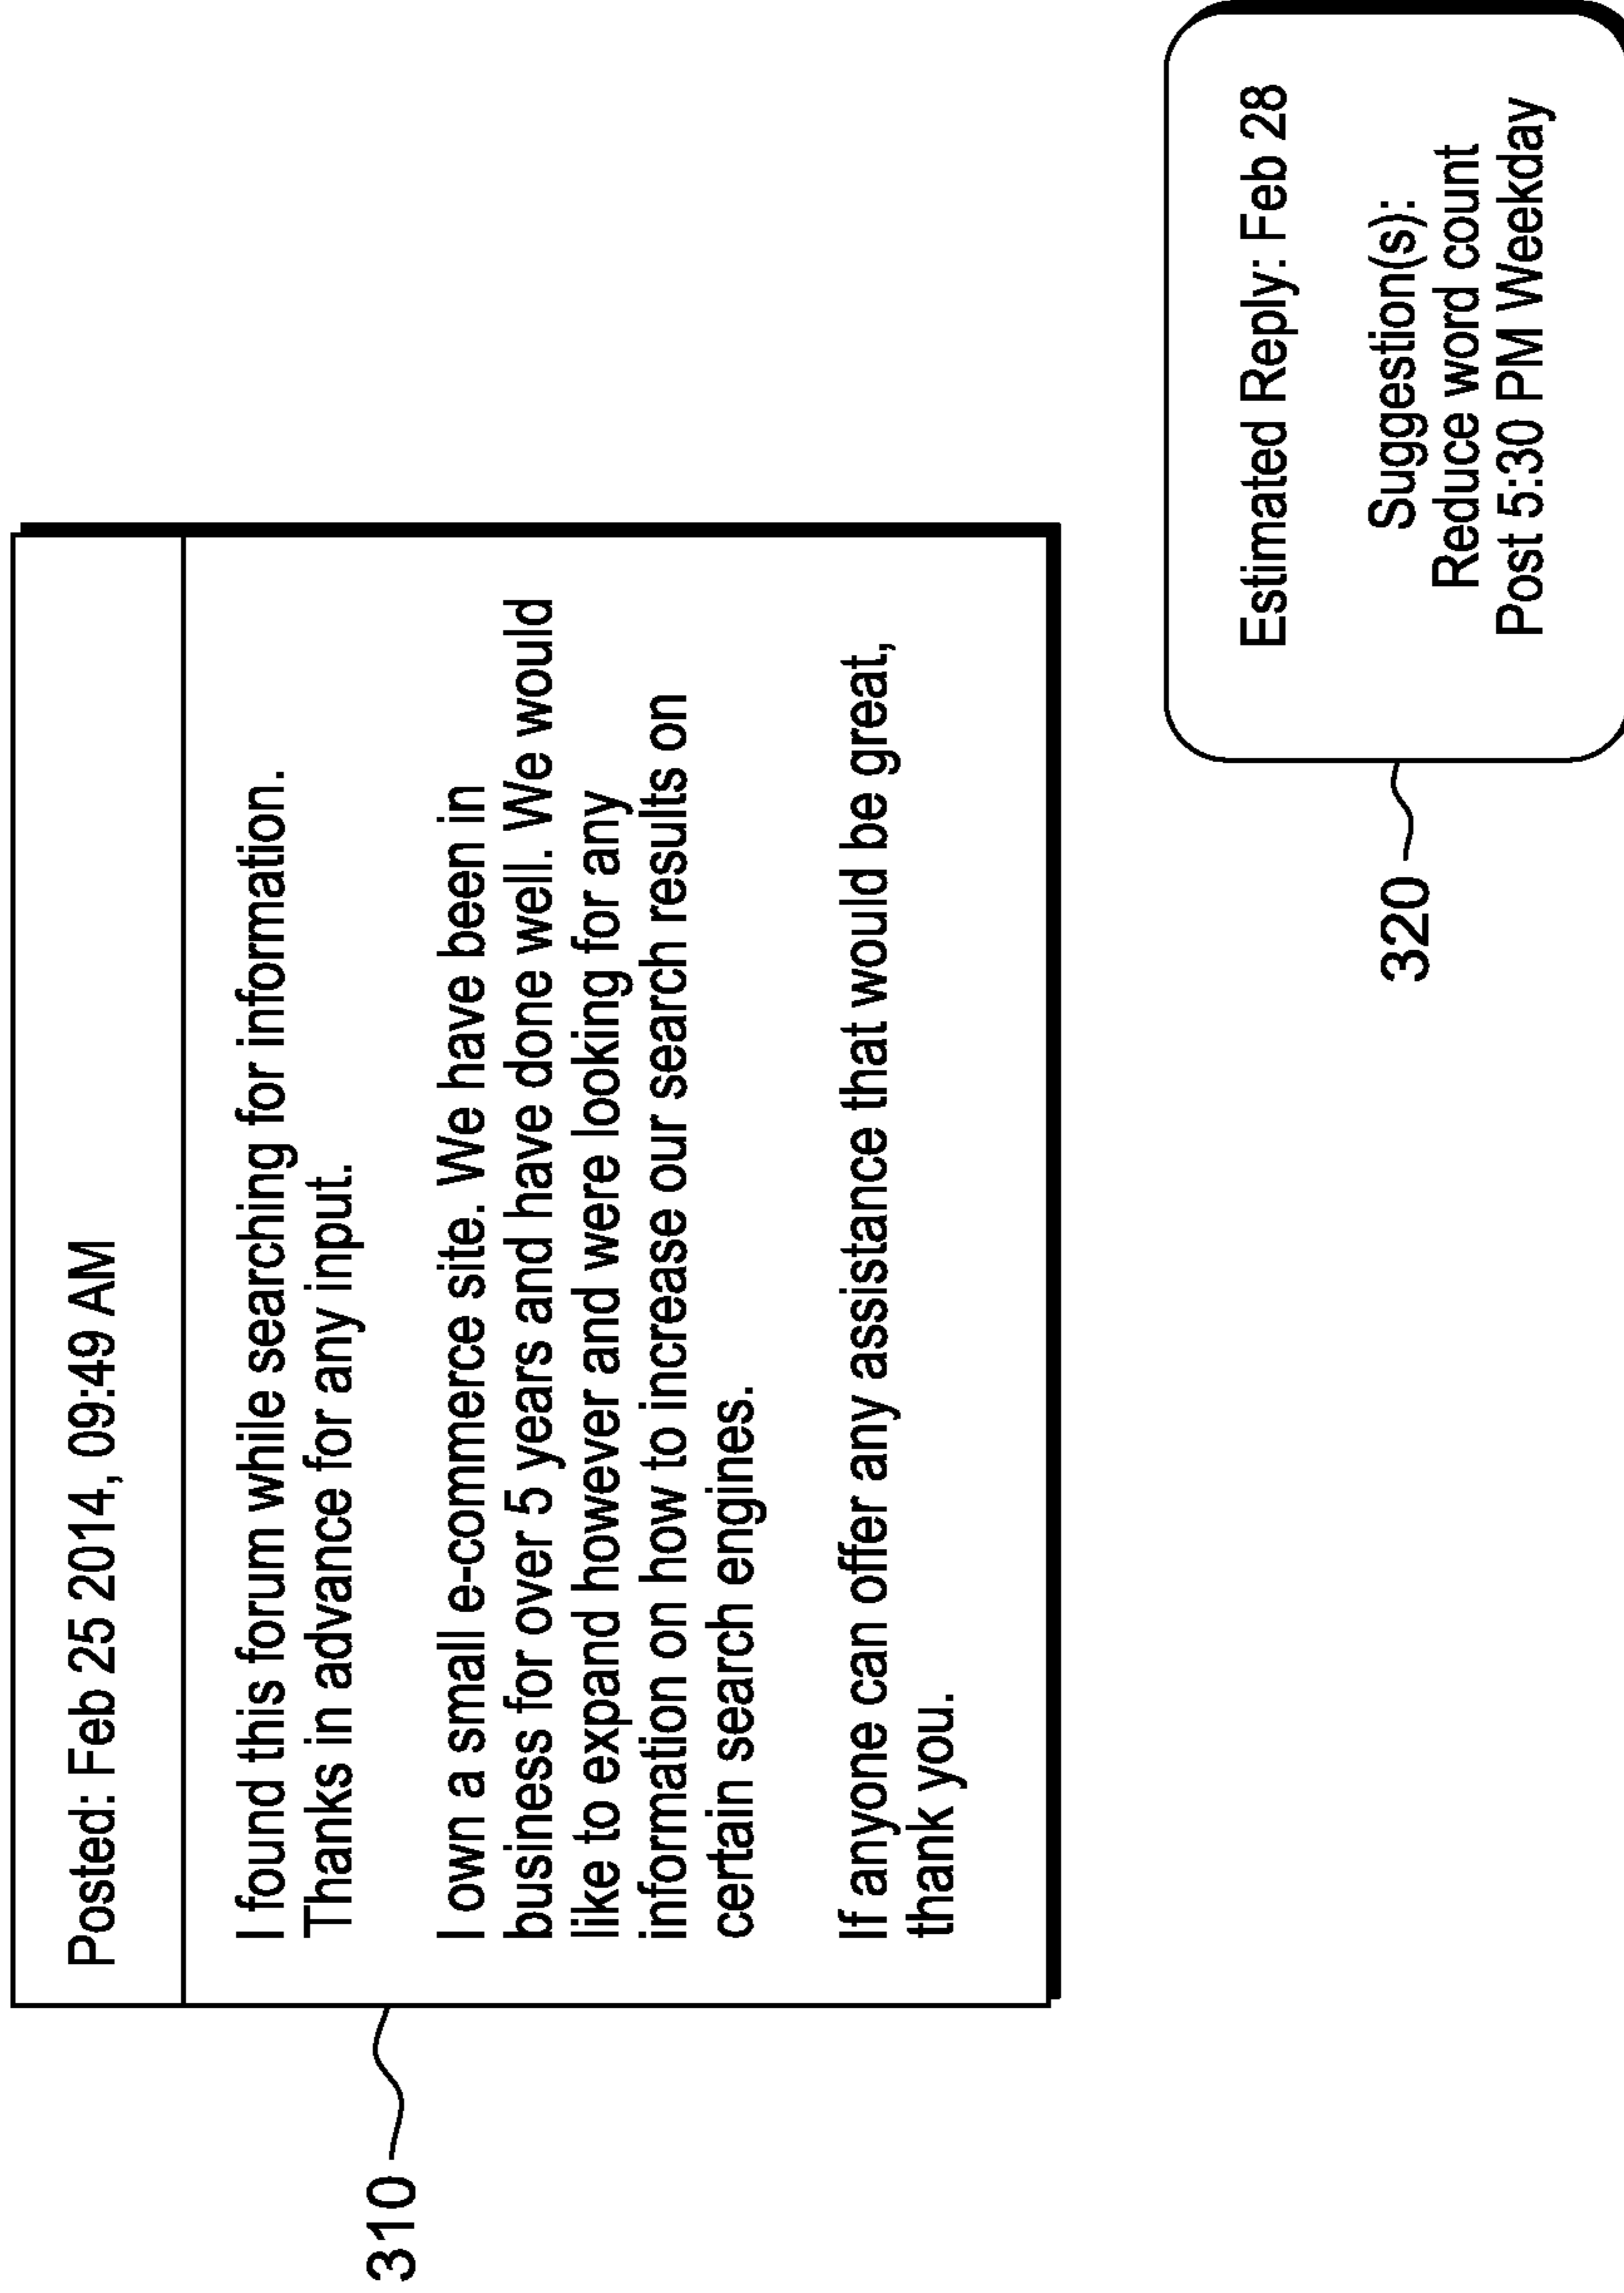 Posted: Feb 25 2014, 09:49 AM
I found this forum while searching for information.
Thanks in advance for any input.
I own a small e-commerce site. We have been in
business for over 5 years and have done well. We would
like to expand however and were looking for any
information on how to increase our search results on
certain search engines.
If anyone can offer any assistance that would be great,
thank you.
310
Estimated Reply: Feb 28
Suggestion(s):
Reduce word count
Post 5:30 PM Weekday
320